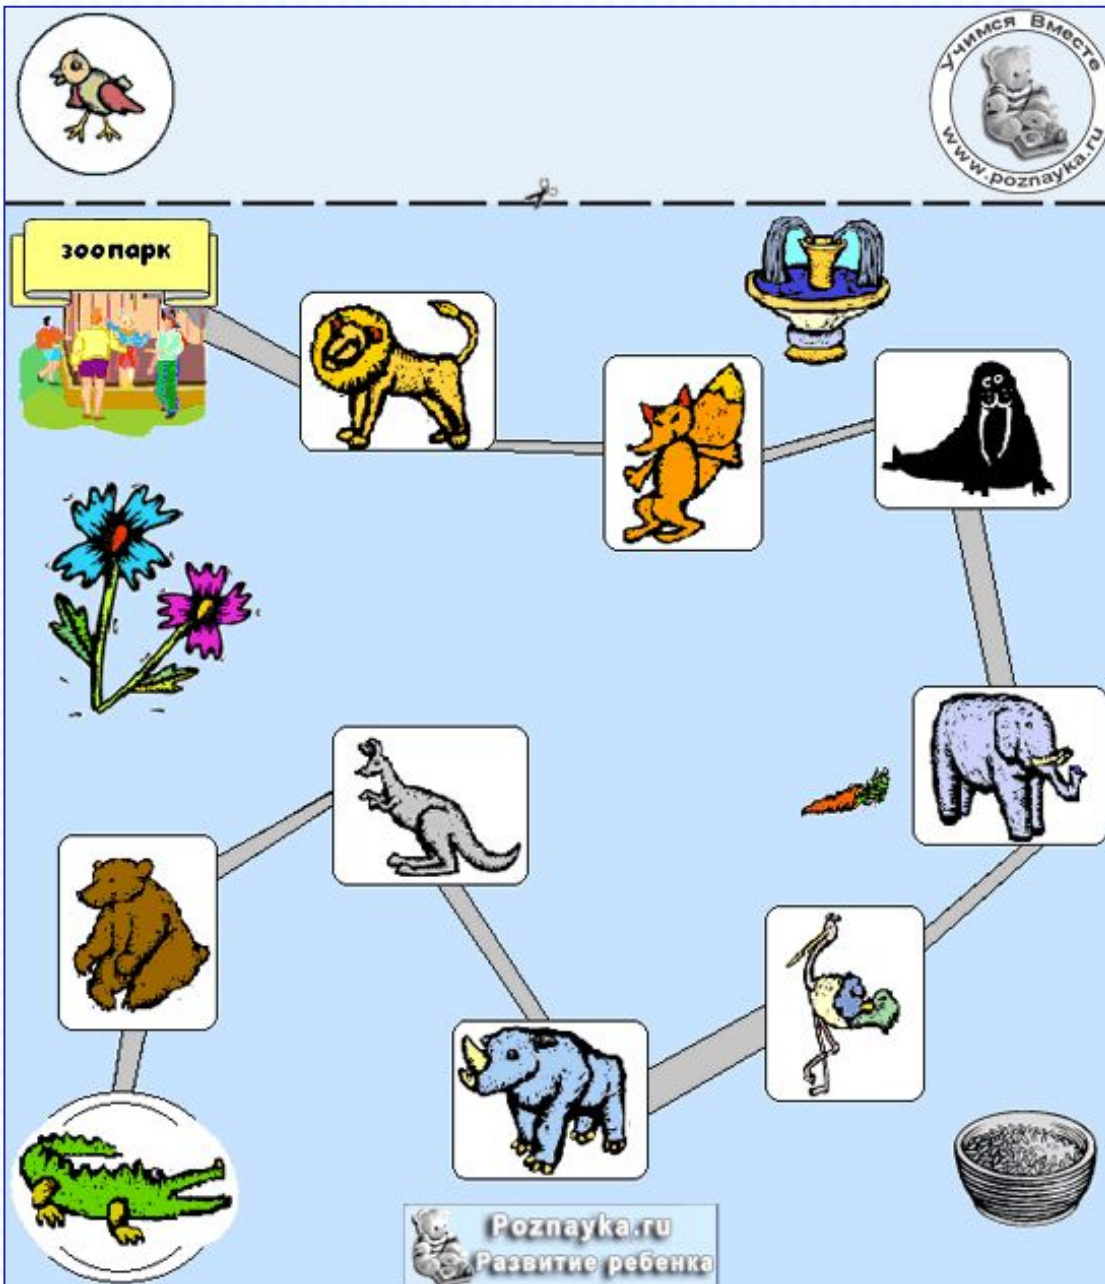 Учимся Вместе
www.poznayka.ru
зоопарк
Poznayka.ru
Развитие ребенка